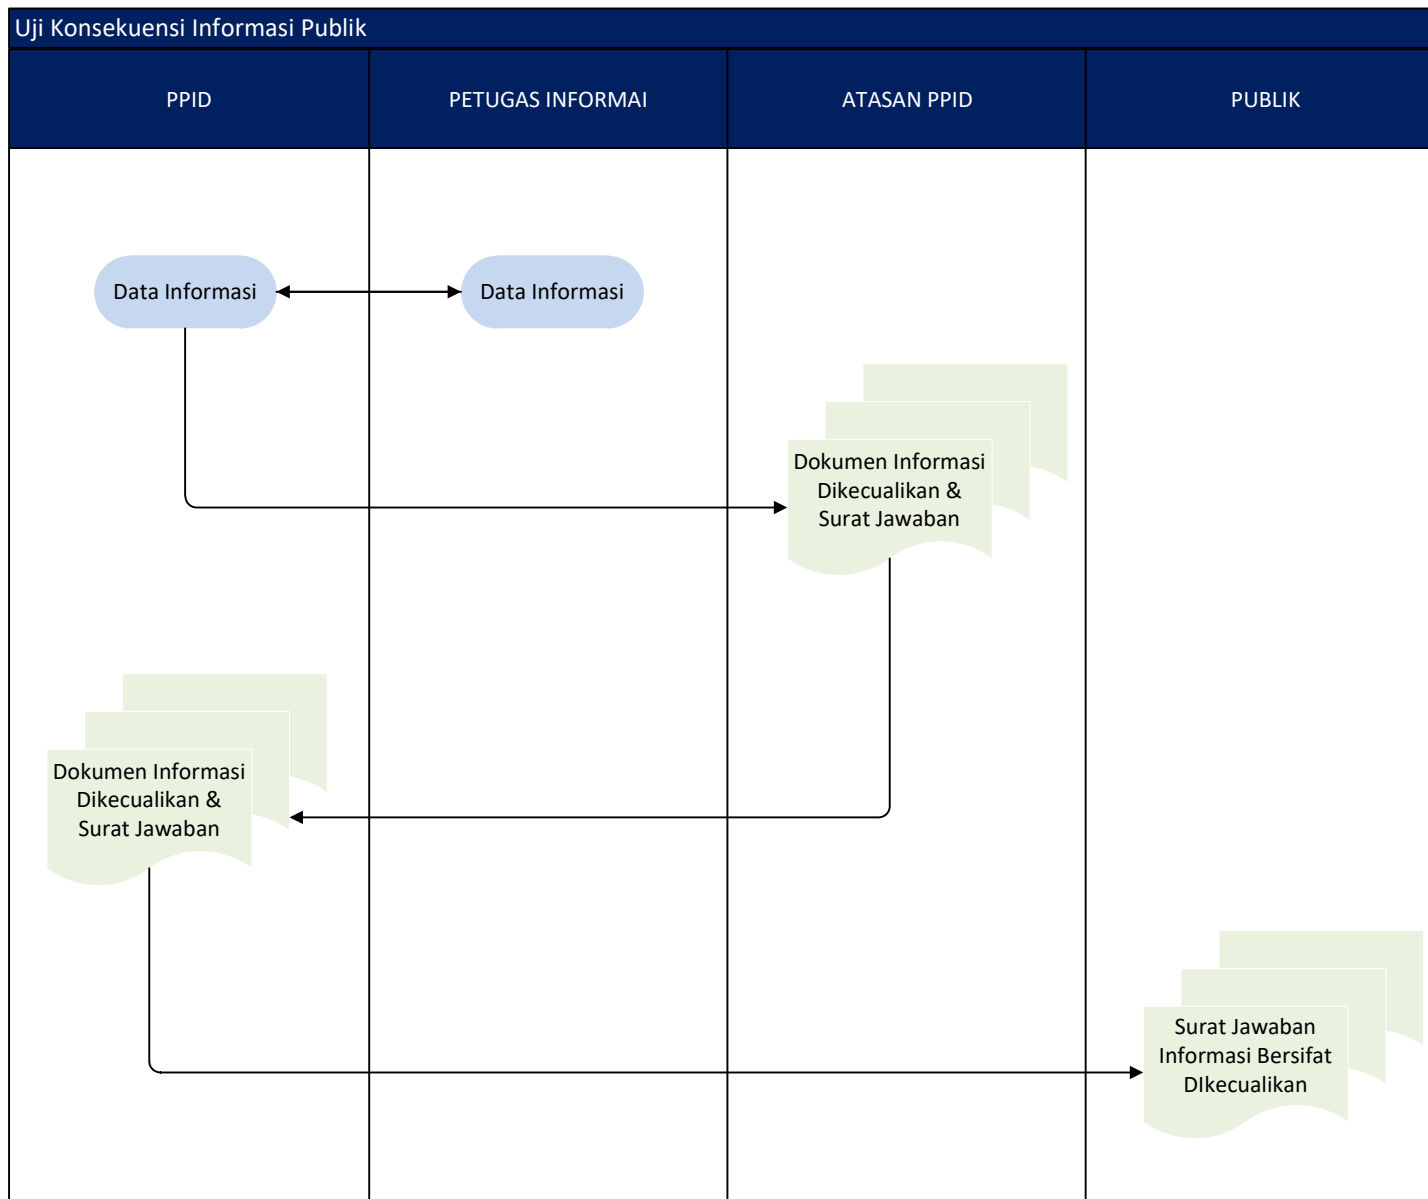 Uji Konsekuensi Informasi Publik
PPID
PETUGAS INFORMAI
ATASAN PPID
PUBLIK
Data Informasi
Data Informasi
Dokumen Informasi
Dikecualikan &
Surat Jawaban
Dokumen Informasi
Dikecualikan &
Surat Jawaban
Surat Jawaban
Informasi Bersifat
DIkecualikan